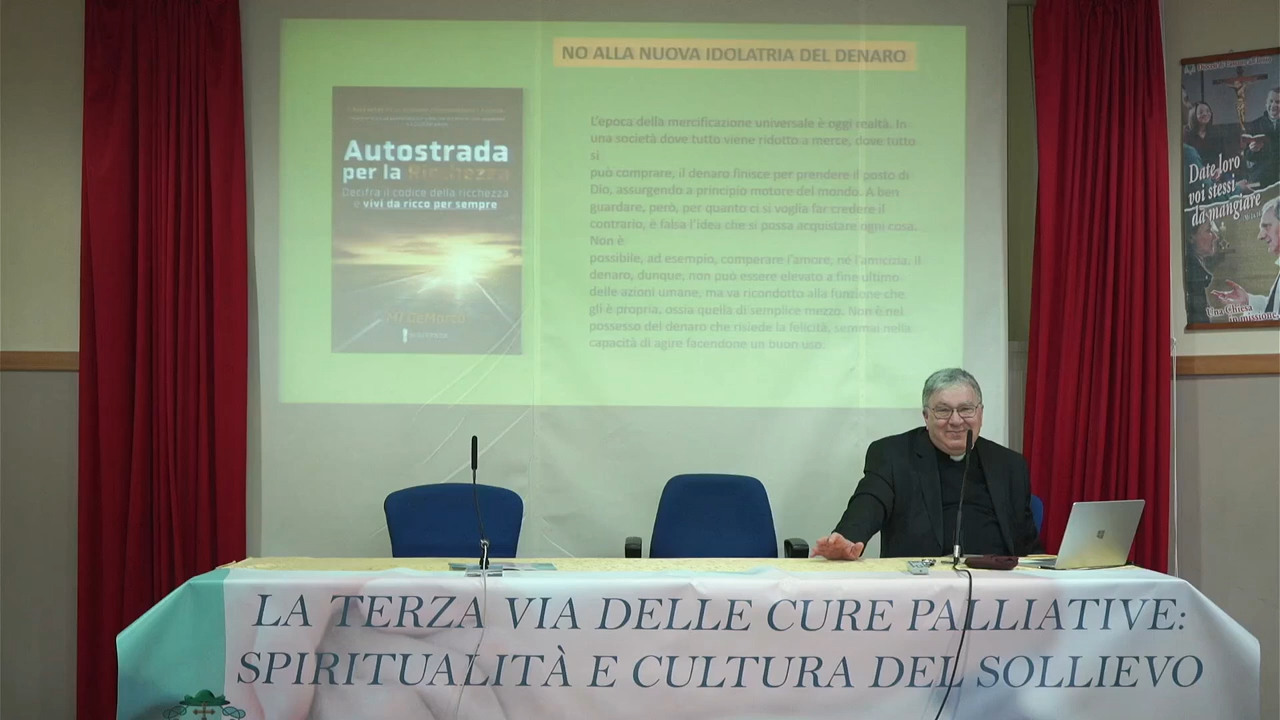 NO ALLA NUOVA IDOLATRIA DEL DENARO
Autostrada
per la Ricchezza
Decifra il codice della ricchezza
e vivi da ricco per sempre
MJ DeMarco
L'epoca della mercificazione universale è oggi realtà. In
una società dove tutto viene ridotto a merce, dove tutto
si
può comprare, il denaro finisce per prendere il posto di
Dio, assurgendo a principio motore del mondo. A ben
guardare, però, per quanto ci si voglia far credere il
contrario, è falsa l'idea che si possa acquistare ogni cosa.
Non è
possibile, ad esempio, comperare l'amore, né l'amicizia. Il
denaro, dunque, non può essere elevato a fine ultimo
delle azioni umane, ma va ricondotto alla funzione che
gli è propria, ossia quella di semplice mezzo. Non è nel
possesso del denaro che risiede la felicità, semmai nella
capacità di agire facendone un buon uso.
Date loro
voi stessi
da mangiare
Una Chiesa
in missione
LA TERZA VIA DELLE CURE PALLIATIVE:
SPIRITUALITÀ E CULTURA DEL SOLLIEVO